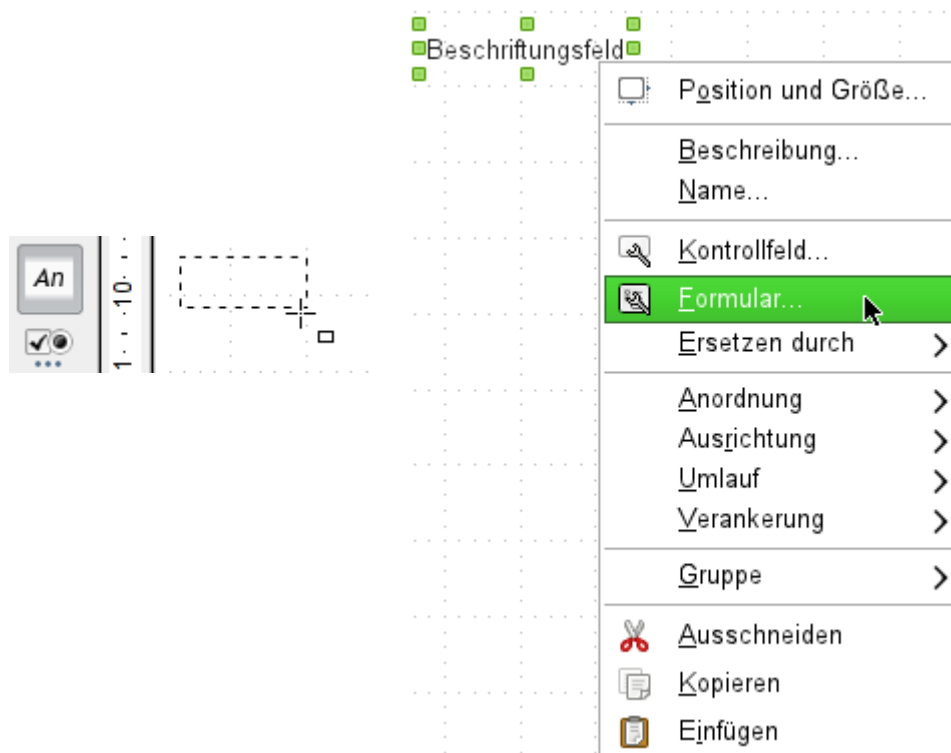 Beschriftungsfeld
Position und Größe...
Beschreibung...
Name...
Kontrollfeld...
Formular...
Ersetzen durch
Anordnung
Ausrichtung
Umlauf
Verankerung
Gruppe
Ausschneiden
Kopieren
Einfügen
An
1 · · ·10· ·